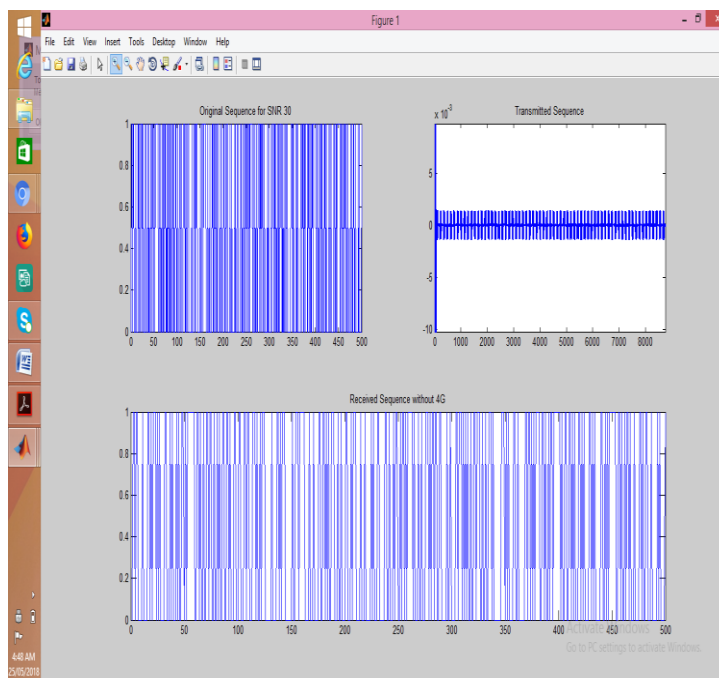 Figure 1
File Edit View Insert Tools Desktop Window Help
Original Sequence for SNR 30
1
0.8
0.6
0.4
0.2
0
0 50 100 150 200 250 300 350 400 450 500
x 10^-3
Transmitted Sequence
5
0
-5
-10
0 1000 2000 3000 4000 5000 6000 7000 8000
Received Sequence without 4G
1
0.8
0.6
0.4
0.2
0
0 50 100 150 200 250 300 350 400 450 500
Activate Windows
Go to PC settings to activate Windows.
4:48 AM
25/05/2018